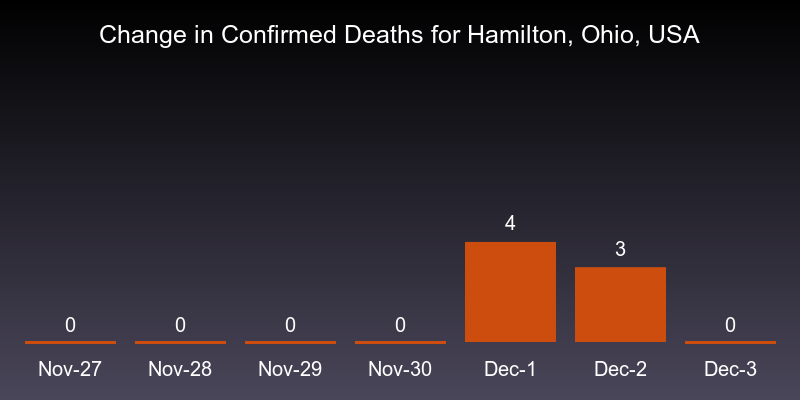 Change in Confirmed Deaths for Hamilton, Ohio, USA
4
3
0 0 0 0 0
Nov-27 Nov-28 Nov-29 Nov-30 Dec-1 Dec-2 Dec-3